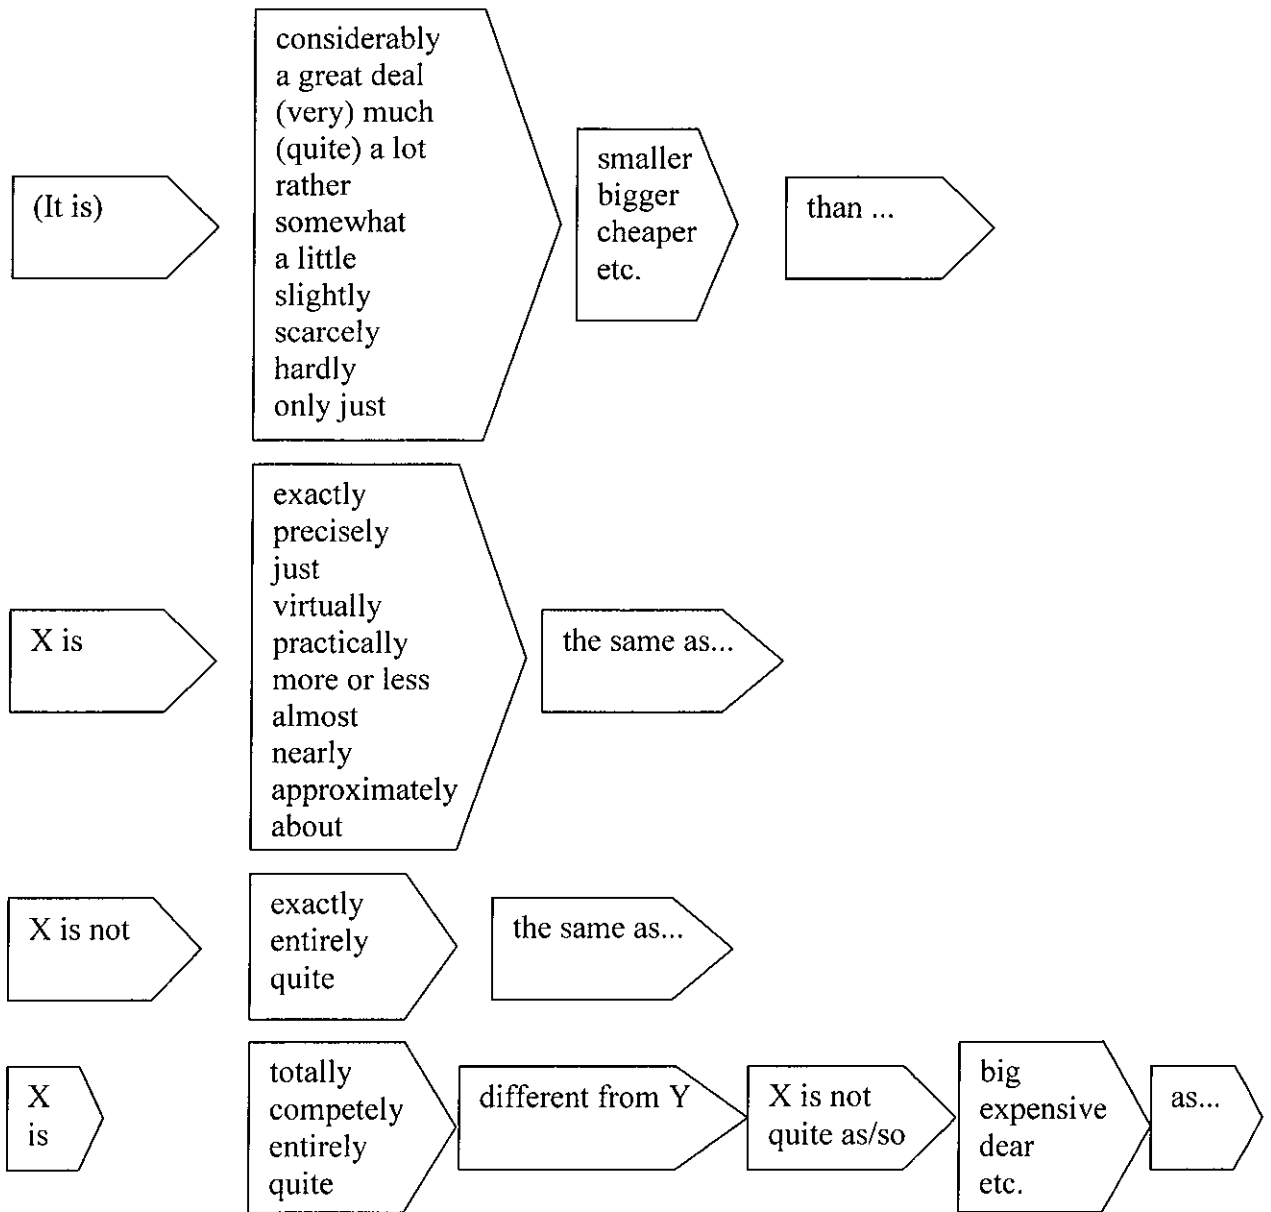 (It is)
considerably
a great deal
(very) much
(quite) a lot
rather
somewhat
a little
slightly
scarcely
hardly
only just
smaller
bigger
cheaper
etc.
than ...
X is
exactly
precisely
just
virtually
practically
more or less
almost
nearly
approximately
about
the same as...
X is not
exactly
entirely
quite
the same as...
X
is
totally
competely
entirely
quite
different from Y
X is not
quite as/so
big
expensive
dear
etc.
as...